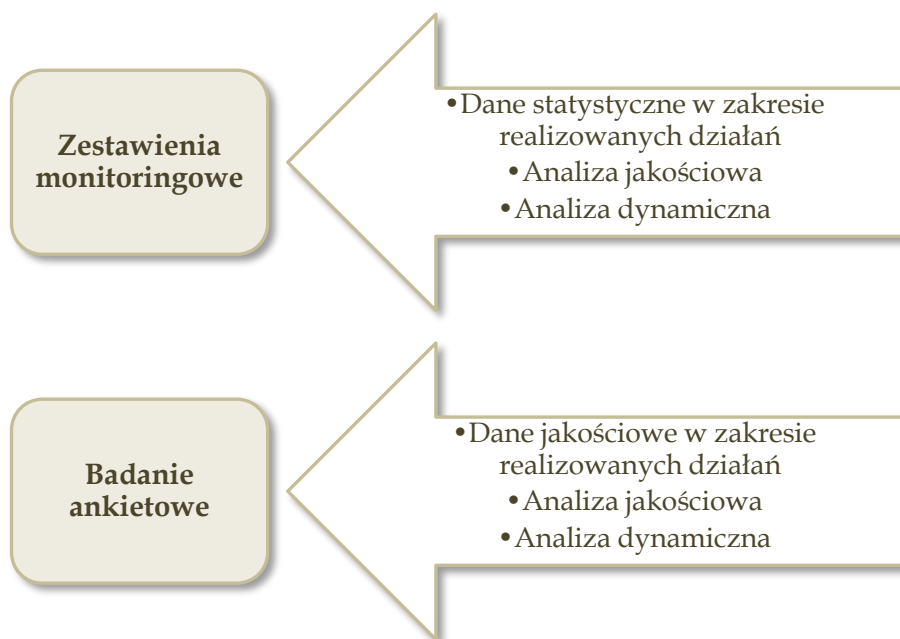 Zestawienia
monitoringowe
•Dane statystyczne w zakresie
realizowanych działań
•Analiza jakościowa
•Analiza dynamiczna
Badanie
ankietowe
•Dane jakościowe w zakresie
realizowanych działań
•Analiza jakościowa
•Analiza dynamiczna